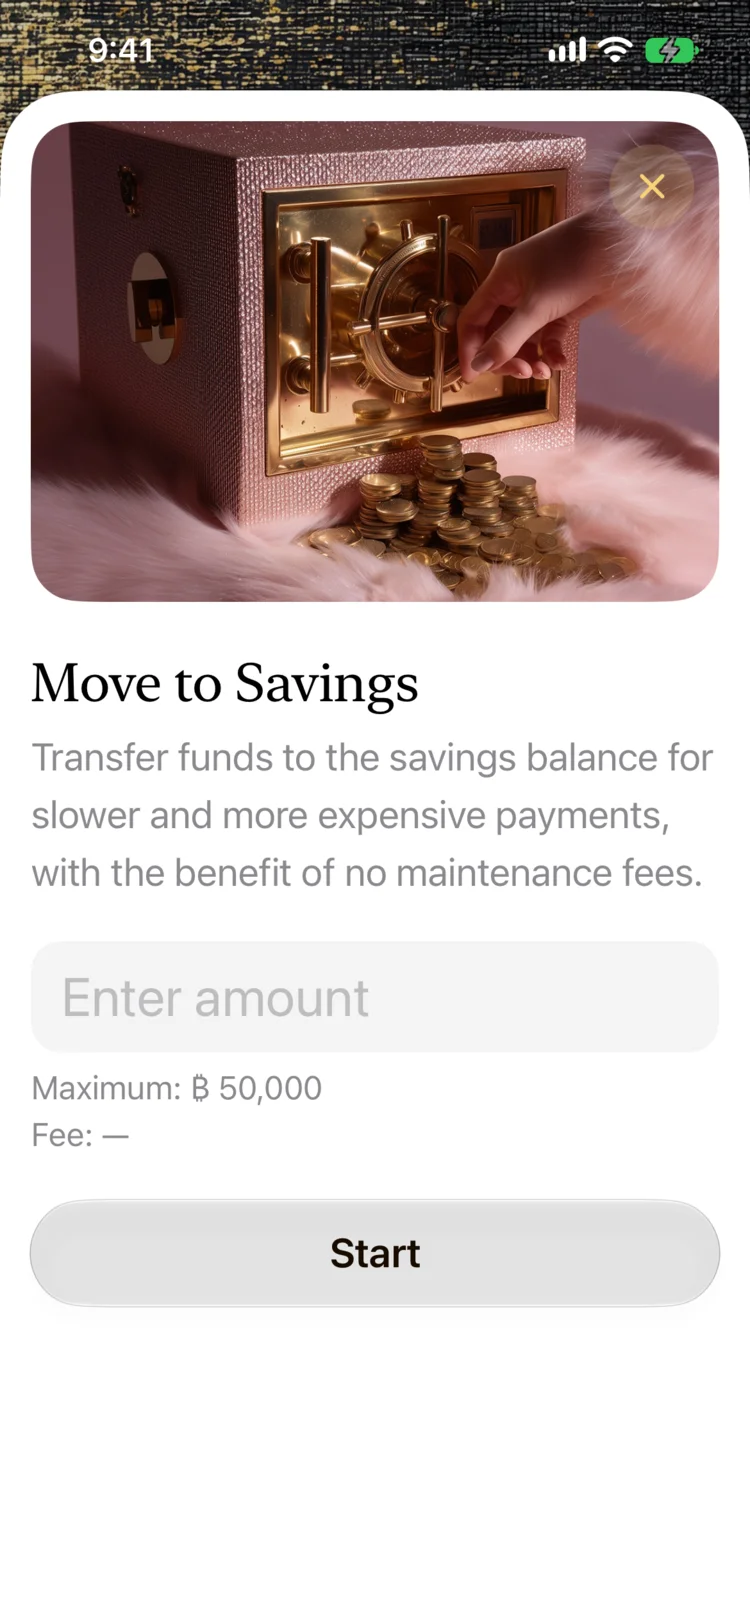 9:41
Move to Savings
Transfer funds to the savings balance for
slower and more expensive payments,
with the benefit of no maintenance fees.
Enter amount
Maximum: ₿ 50,000
Fee: —
Start